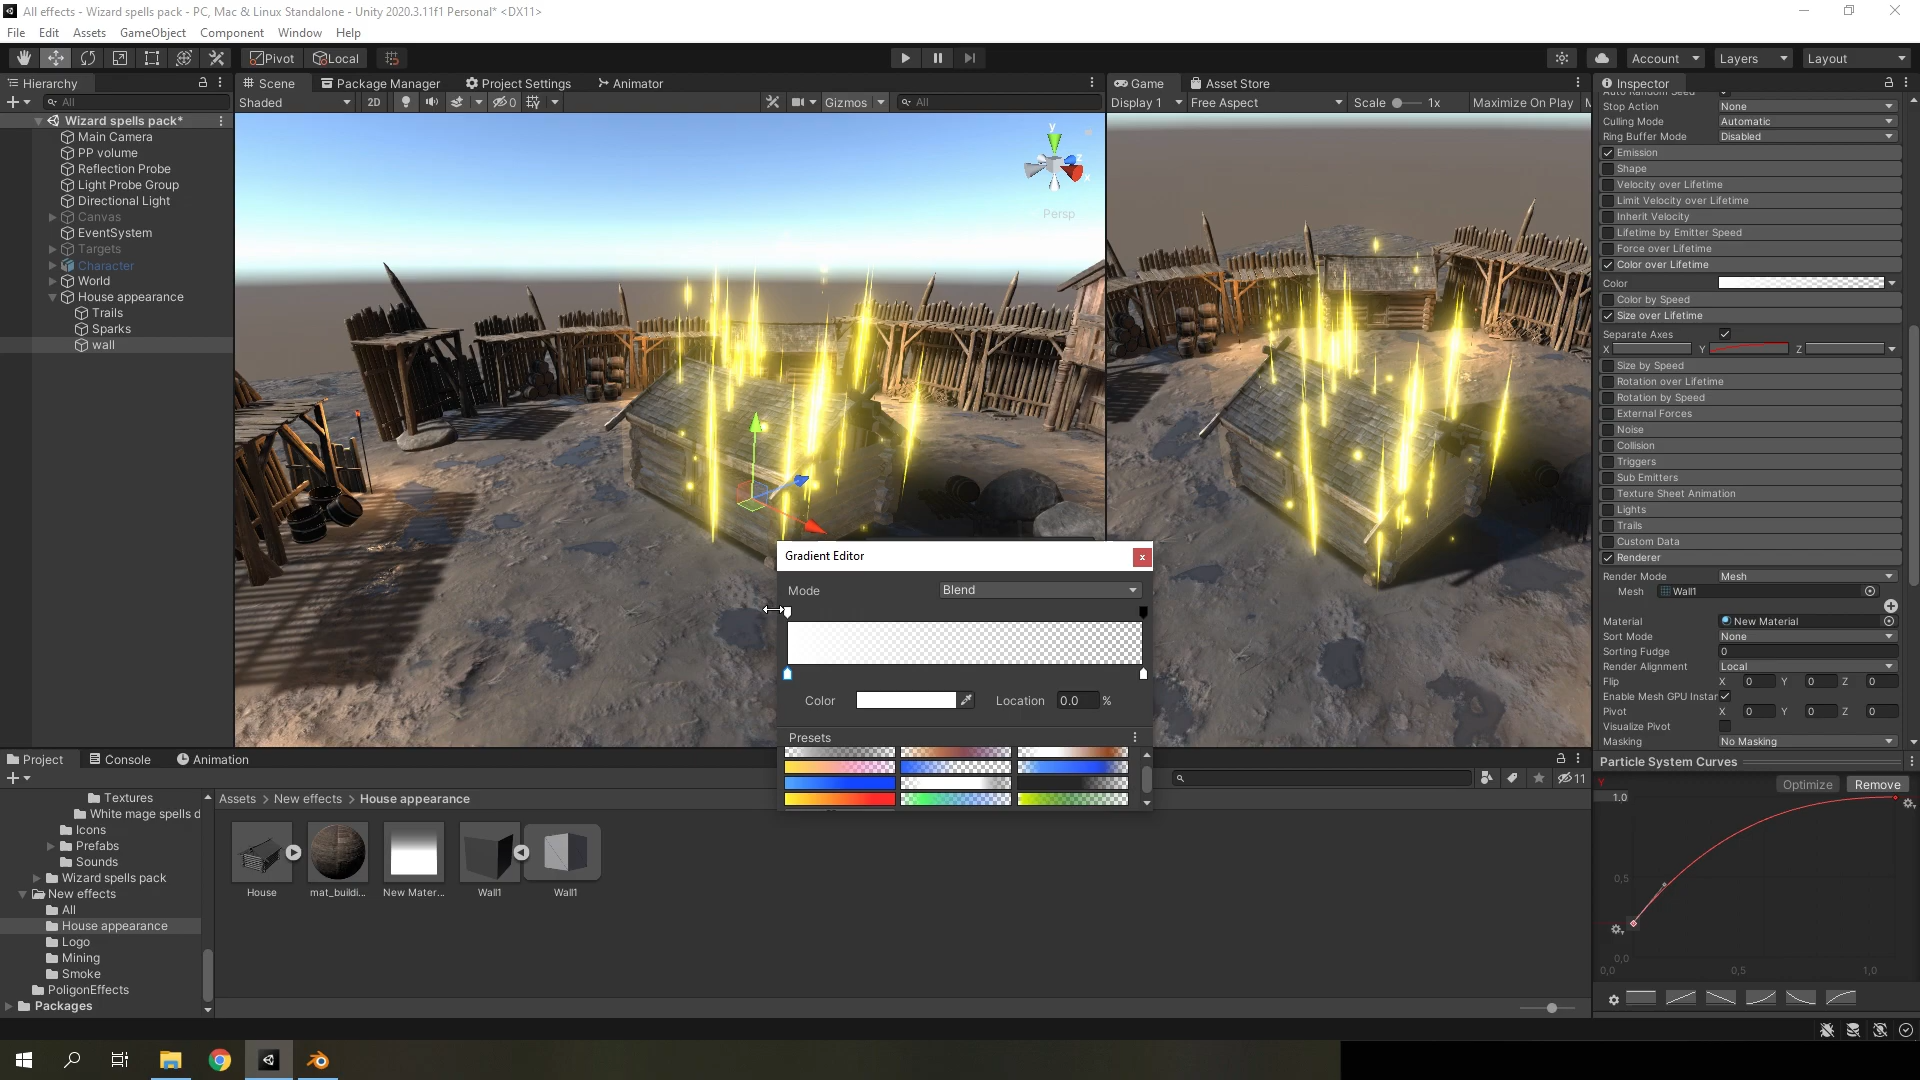 All effects - Wizard spells pack - PC, Mac & Linux Standalone - Unity 2020.3.11f1 Personal* <DX11>
File Edit Assets GameObject Component Window Help
Pivot Local Account Layers Layout
Hierarchy Scene Package Manager Project Settings Animator Game Asset Store Inspector
All Shaded 2D 0 Gizmos All Display 1 Free Aspect Scale 1x Maximize On Play
Wizard spells pack*
Main Camera
PP volume
Reflection Probe
Light Probe Group
Directional Light
Canvas
EventSystem
Targets
Character
World
House appearance
Trails
Sparks
wall
y
z
x
Persp
Auto Random Seed
Stop Action None
Culling Mode Automatic
Ring Buffer Mode Disabled
Emission
Shape
Velocity over Lifetime
Limit Velocity over Lifetime
Inherit Velocity
Lifetime by Emitter Speed
Force over Lifetime
Color over Lifetime
Color
Color by Speed
Size over Lifetime
Separate Axes
X Y Z
Size by Speed
Rotation over Lifetime
Rotation by Speed
External Forces
Noise
Collision
Triggers
Sub Emitters
Texture Sheet Animation
Lights
Trails
Custom Data
Renderer
Render Mode Mesh
Mesh Wall1
Material New Material
Sort Mode None
Sorting Fudge 0
Render Alignment Local
Flip X 0 Y 0 Z 0
Enable Mesh GPU Instar
Pivot X 0 Y 0 Z 0
Visualize Pivot
Masking No Masking
Gradient Editor x
Mode Blend
Color Location 0.0 %
Presets
Project Console Animation
11
Textures
White mage spells d
Icons
Prefabs
Sounds
Wizard spells pack
New effects
All
House appearance
Logo
Mining
Smoke
PoligonEffects
Packages
Assets > New effects > House appearance
House mat_buildi... New Mater... Wall1 Wall1
Particle System Curves
Y
Optimize Remove
1.0
0,5
0,0
0,0 0,5 1,0